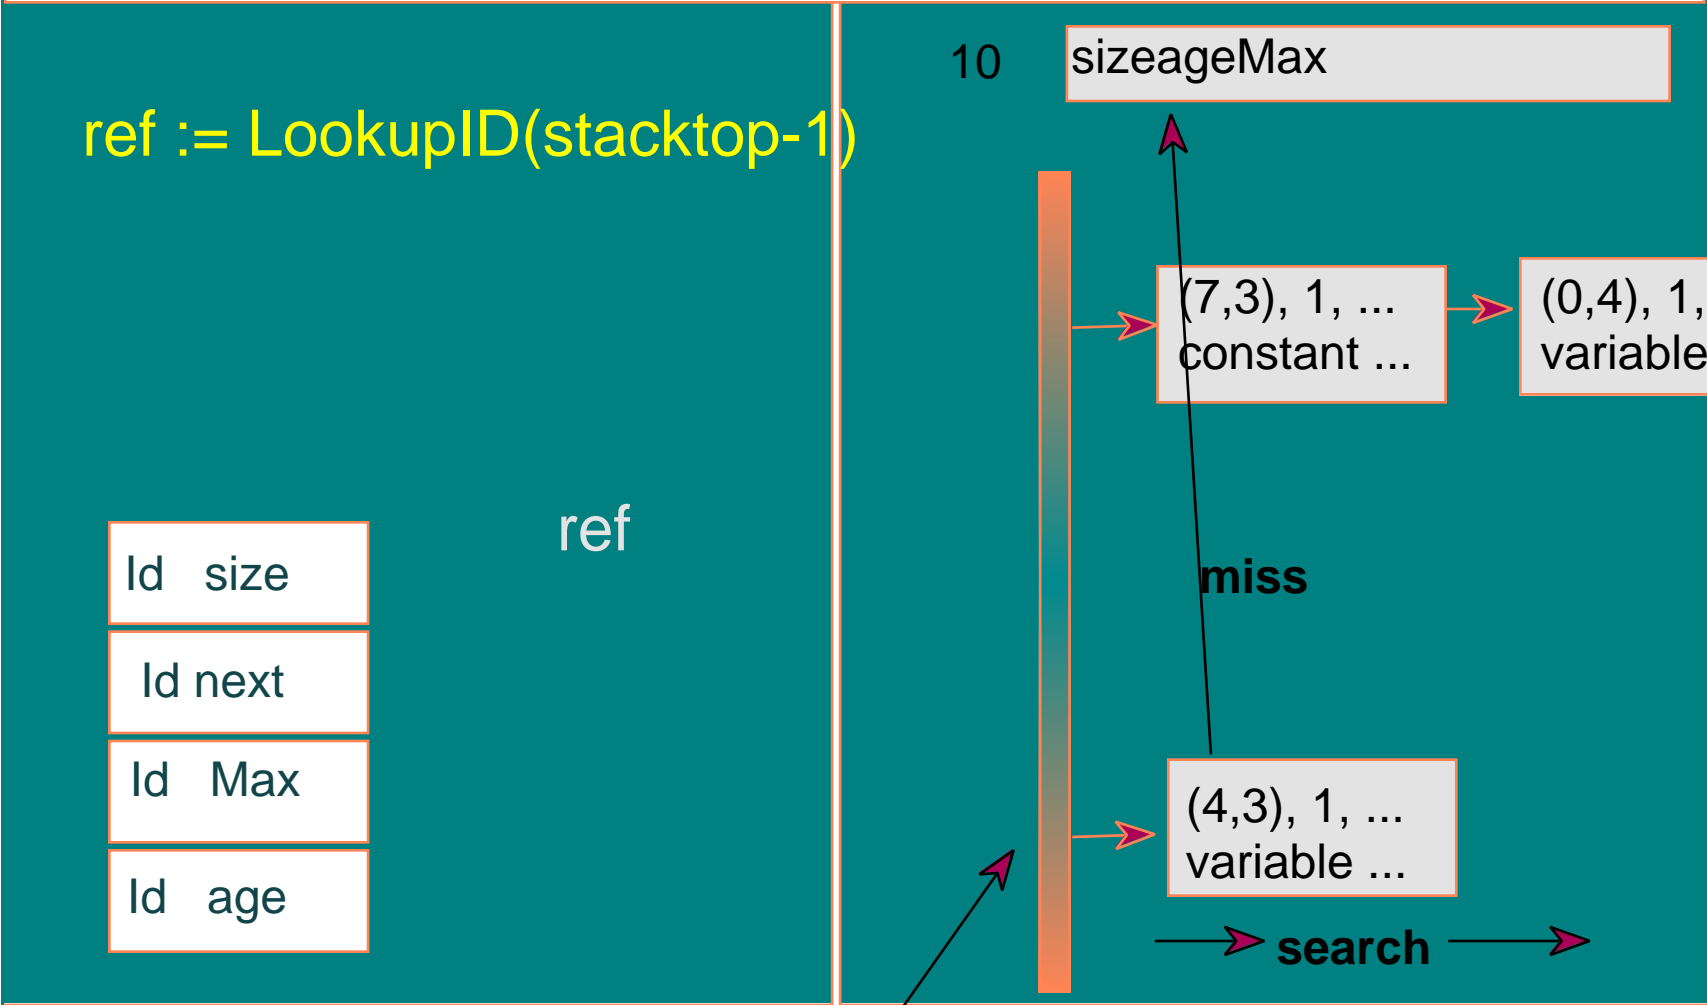 ref := LookupID(stacktop-1)
ref
Id size
Id next
Id Max
Id age
10 sizeageMax
(7,3), 1, ...
constant ...
(0,4), 1,
variable
miss
(4,3), 1, ...
variable ...
search